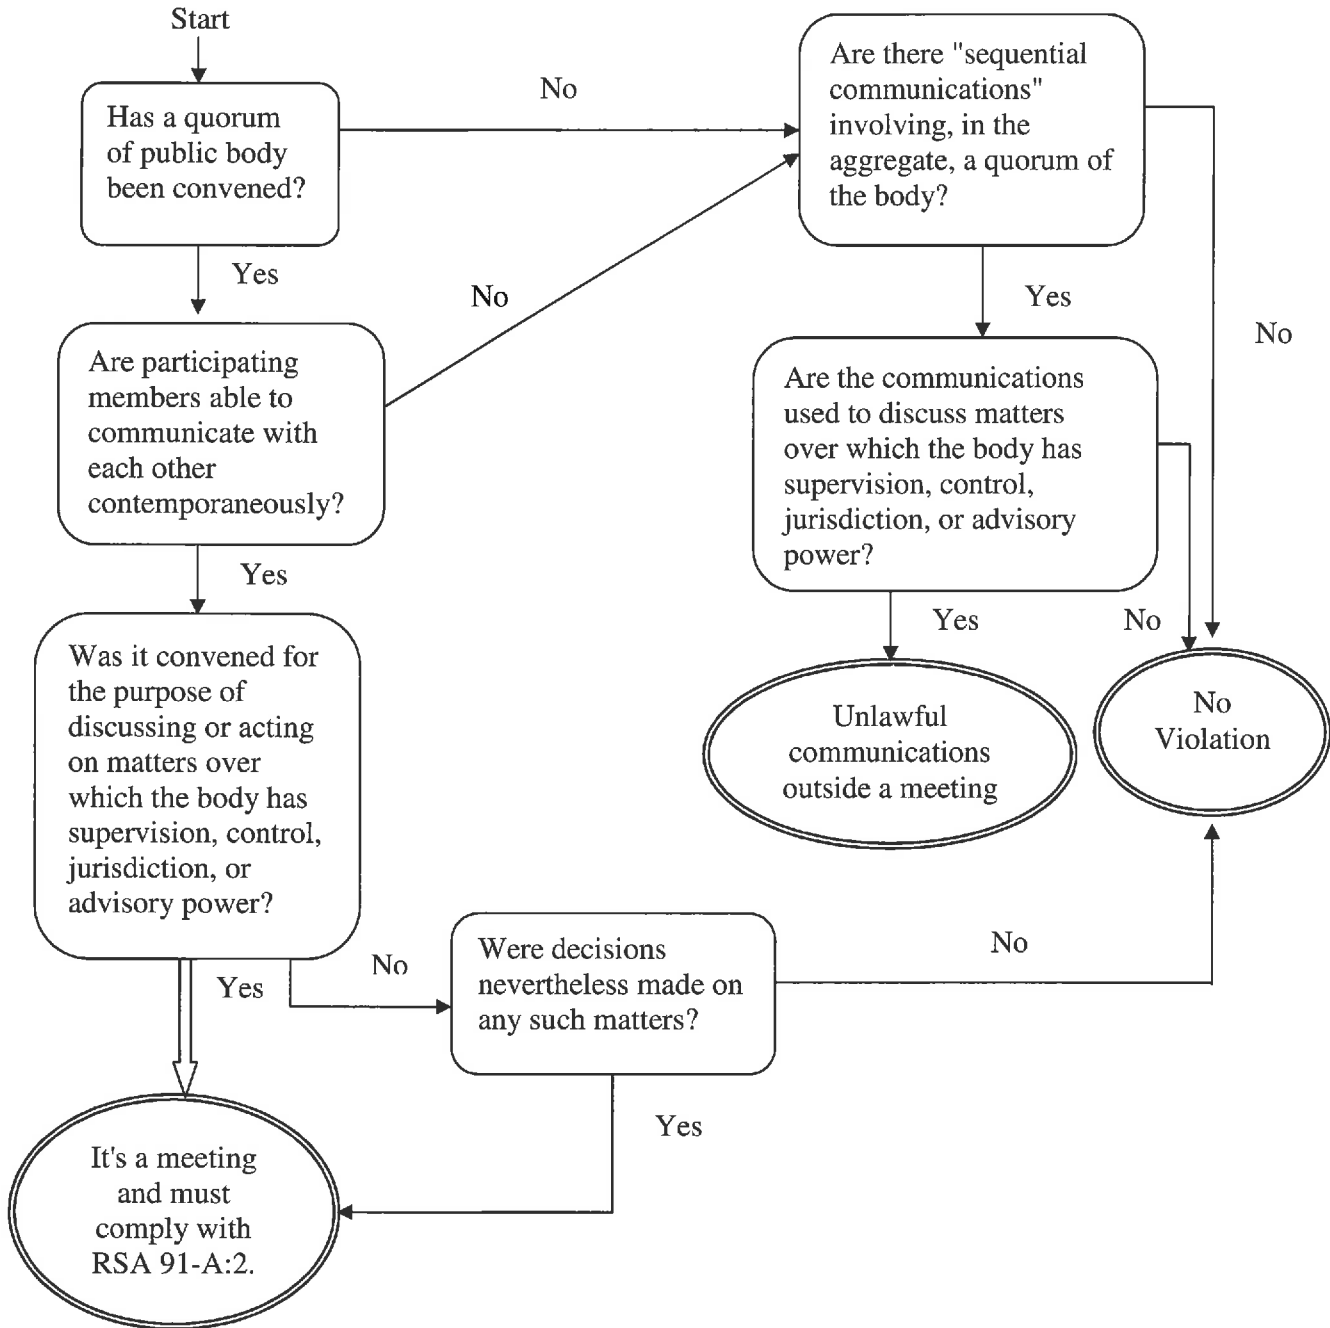 Start
Has a quorum
of public body
been convened?
No
Are there "sequential
communications"
involving, in the
aggregate, a quorum of
the body?
Yes
No
Yes
No
Are participating
members able to
communicate with
each other
contemporaneously?
Are the communications
used to discuss matters
over which the body has
supervision, control,
jurisdiction, or advisory
power?
Yes
Yes
No
Was it convened for
the purpose of
discussing or acting
on matters over
which the body has
supervision, control,
jurisdiction, or
advisory power?
Unlawful
communications
outside a meeting
No
Violation
Yes
No
Were decisions
nevertheless made on
any such matters?
No
Yes
It's a meeting
and must
comply with
RSA 91-A:2.